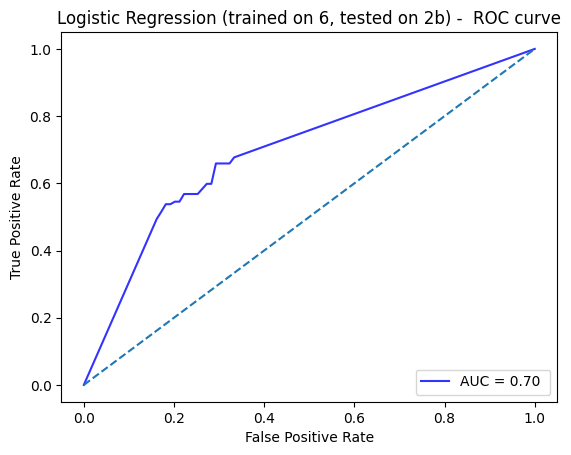 Logistic Regression (trained on 6, tested on 2b) -  ROC curve
True Positive Rate
1.0
0.8
0.6
0.4
0.2
0.0
AUC = 0.70
0.0 0.2 0.4 0.6 0.8 1.0
False Positive Rate